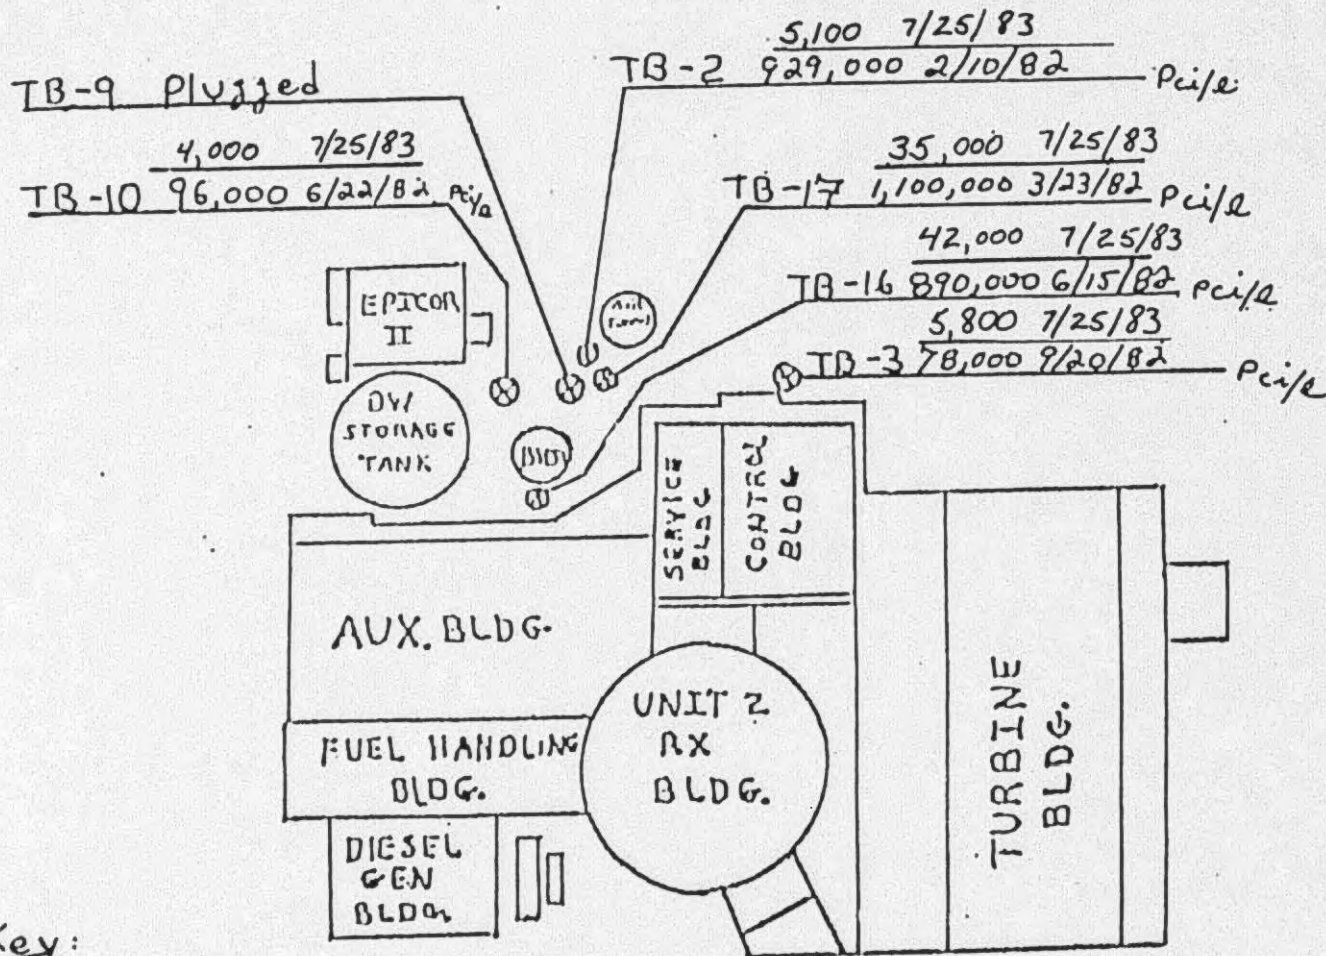 5,100 7/25/83
TB-2 929,000 2/10/82 Pci/l
TB-9 Plugged
4,000 7/25/83
TB-10 96,000 6/22/82 Pci/l
35,000 7/25/83
TB-17 1,100,000 3/23/82 Pci/l
42,000 7/25/83
TB-16 890,000 6/15/82 Pci/l
5,800 7/25/83
TB-3 78,000 9/20/82 Pci/l
EPICOR
II
STORAGE
TANK
SERVICE
BLDG
CONTROL
BLDG
AUX. BLDG.
UNIT 2
RX
BLDG.
FUEL HANDLING
BLDG.
DIESEL
GEN
BLDG
TURBINE
BLDG.
Key: